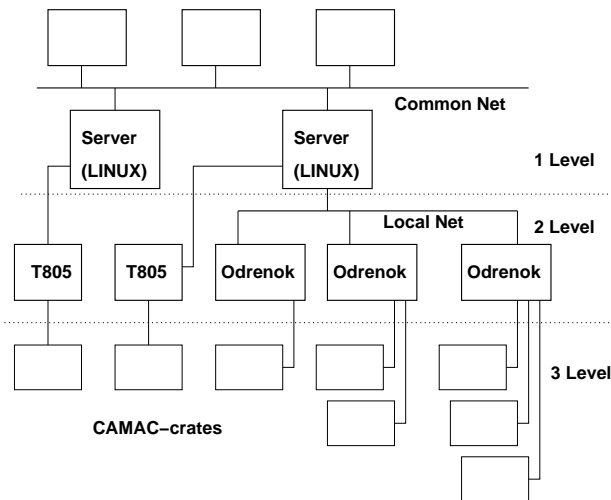 Common Net
Server
(LINUX)
Server
(LINUX)
1 Level
Local Net
2 Level
T805
T805
Odrenok
Odrenok
Odrenok
3 Level
CAMAC−crates